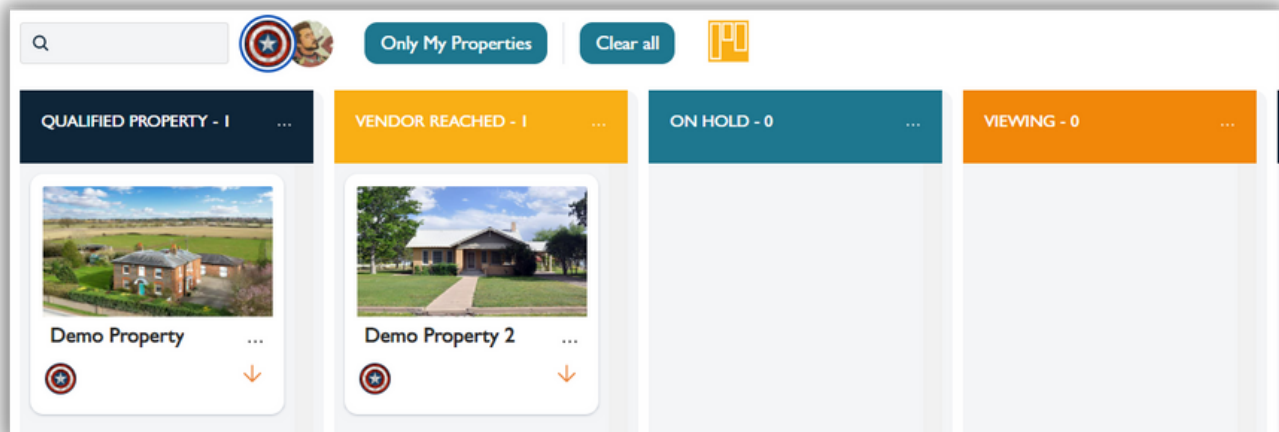 Only My Properties
Clear all
QUALIFIED PROPERTY - 1 ...
VENDOR REACHED - 1 ...
ON HOLD - 0 ...
VIEWING - 0 ...
Demo Property ...
Demo Property 2 ...